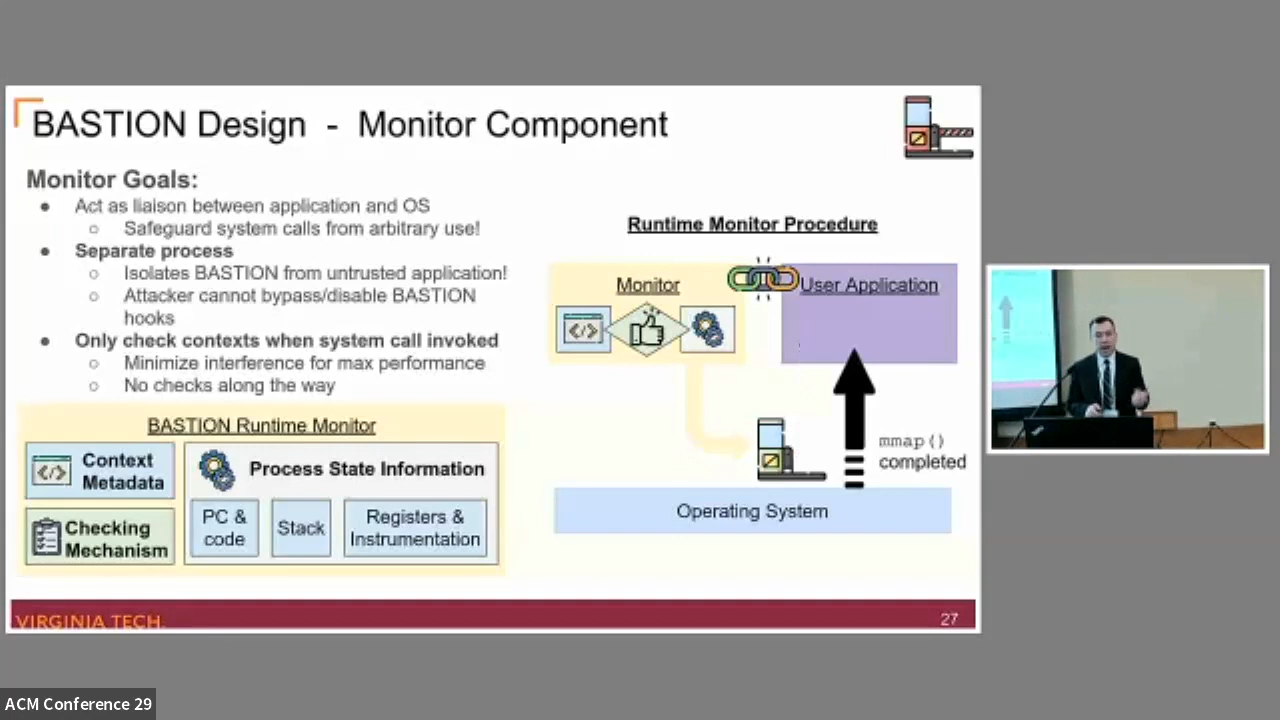 BASTION Design - Monitor Component
Monitor Goals:
● Act as liaison between application and OS
○ Safeguard system calls from arbitrary use!
● Separate process
○ Isolates BASTION from untrusted application!
○ Attacker cannot bypass/disable BASTION
hooks
● Only check contexts when system call invoked
○ Minimize interference for max performance
○ No checks along the way
BASTION Runtime Monitor
Context
Metadata
Checking
Mechanism
Process State Information
PC &
code
Stack
Registers &
Instrumentation
Runtime Monitor Procedure
Monitor
User Application
mmap()
completed
Operating System
VIRGINIA TECH.
27
ACM Conference 29